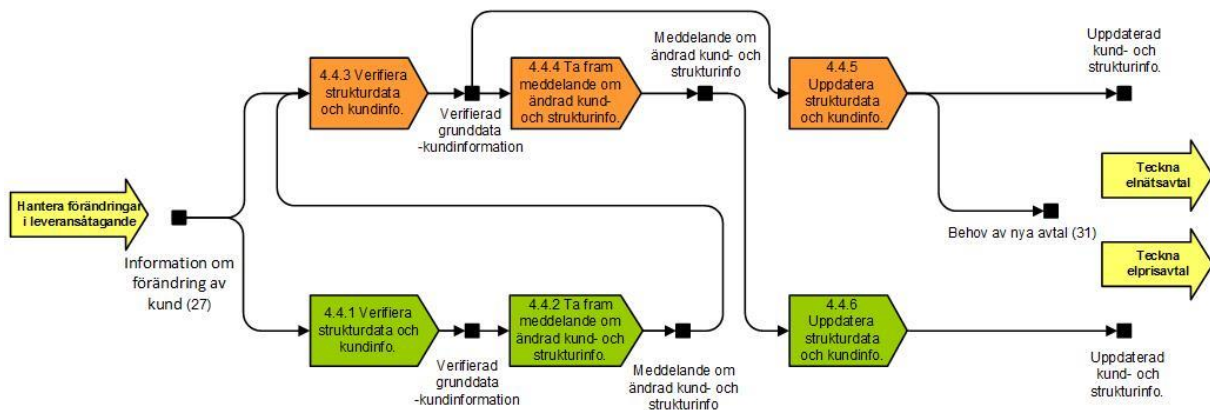 Meddelande om
ändrad kund- och
strukturinfo
Uppdaterad
kund- och
strukturinfo.
4.4.3 Verifiera
strukturdata
och kundinfo.
4.4.4 Ta fram
meddelande om
ändrad kund-
och strukturinfo.
4.4.5
Uppdatera
strukturdata
och kundinfo.
Verifierad
grunddata
-kundinformation
Teckna
elnätsavtal
Hantera förändringar
i leveransåtagande
Behov av nya avtal (31)
Information om
förändring av
kund (27)
Teckna
elprisavtal
4.4.1 Verifiera
strukturdata och
kundinfo.
4.4.2 Ta fram
meddelande om
ändrad kund- och
strukturinfo.
4.4.6
Uppdatera
strukturdata
och kundinfo.
Verifierad
grunddata
-kundinformation
Meddelande om
ändrad kund- och
strukturinfo
Uppdaterad
kund- och
strukturinfo.